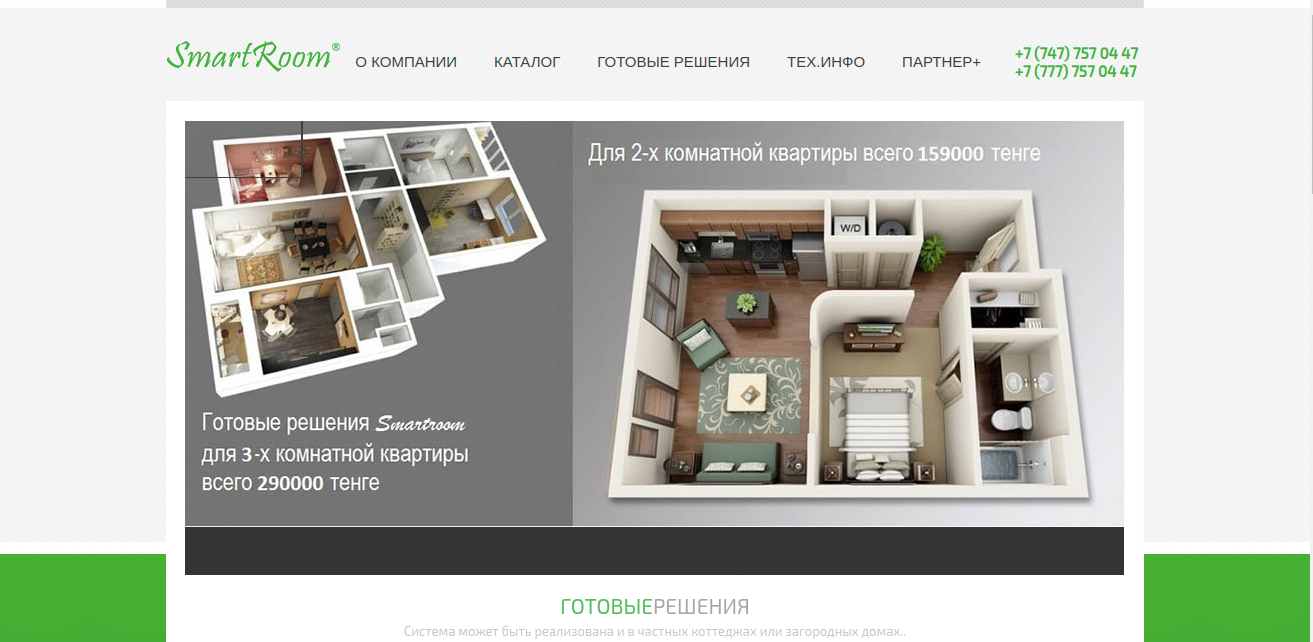 SmartRoom®
О КОМПАНИИ КАТАЛОГ ГОТОВЫЕ РЕШЕНИЯ ТЕХ.ИНФО ПАРТНЕР+
+7 (747) 757 04 47
+7 (777) 757 04 47
Для 2-х комнатной квартиры всего 159000 тенге
W/D
Готовые решения Smartroom
для 3-х комнатной квартиры
всего 290000 тенге
ГОТОВЫЕРЕШЕНИЯ
Система может быть реализована и в частных коттеджах или загородных домах..